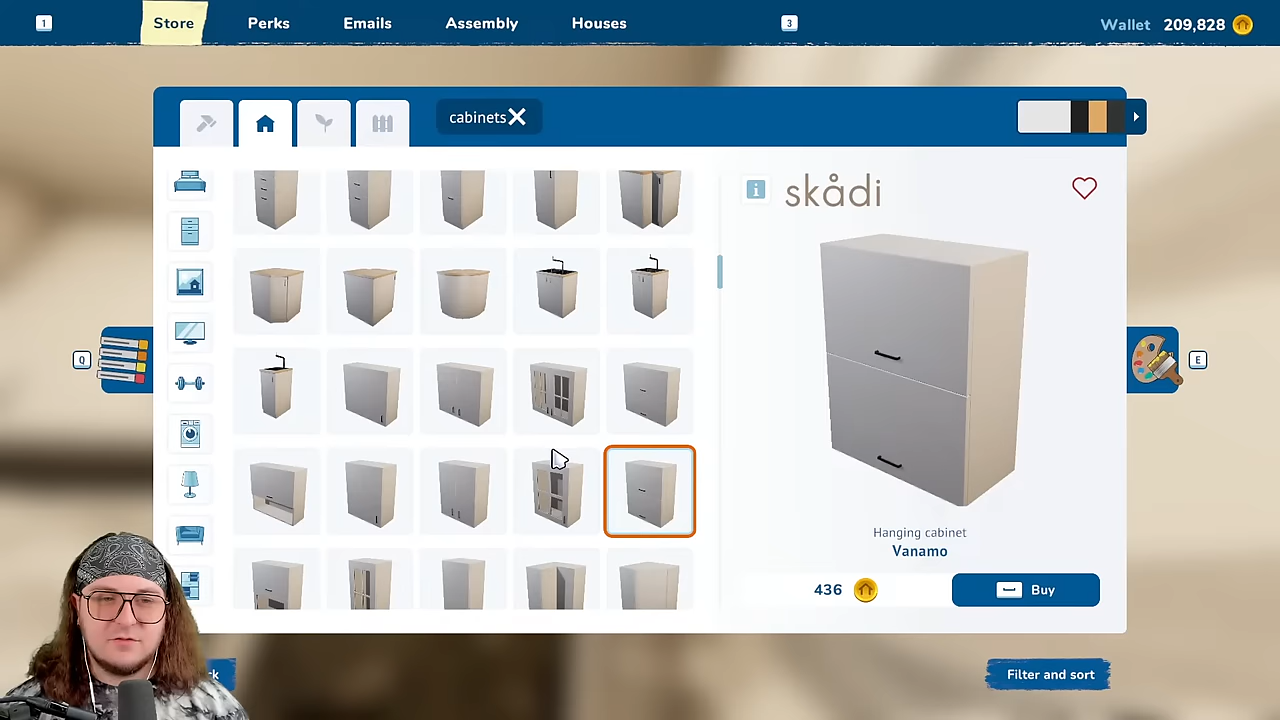 1
Store
Perks
Emails
Assembly
Houses
3
Wallet 209,828
cabinets
i
skådi
Q
E
Hanging cabinet
Vanamo
436
Buy
Filter and sort